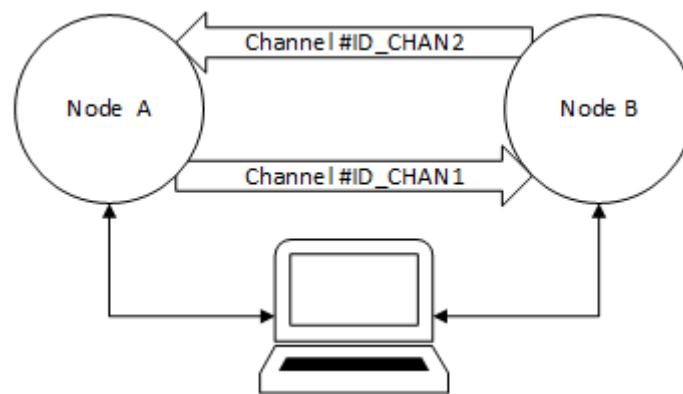 Channel #ID_CHAN2
Node A
Node B
Channel #ID_CHAN1